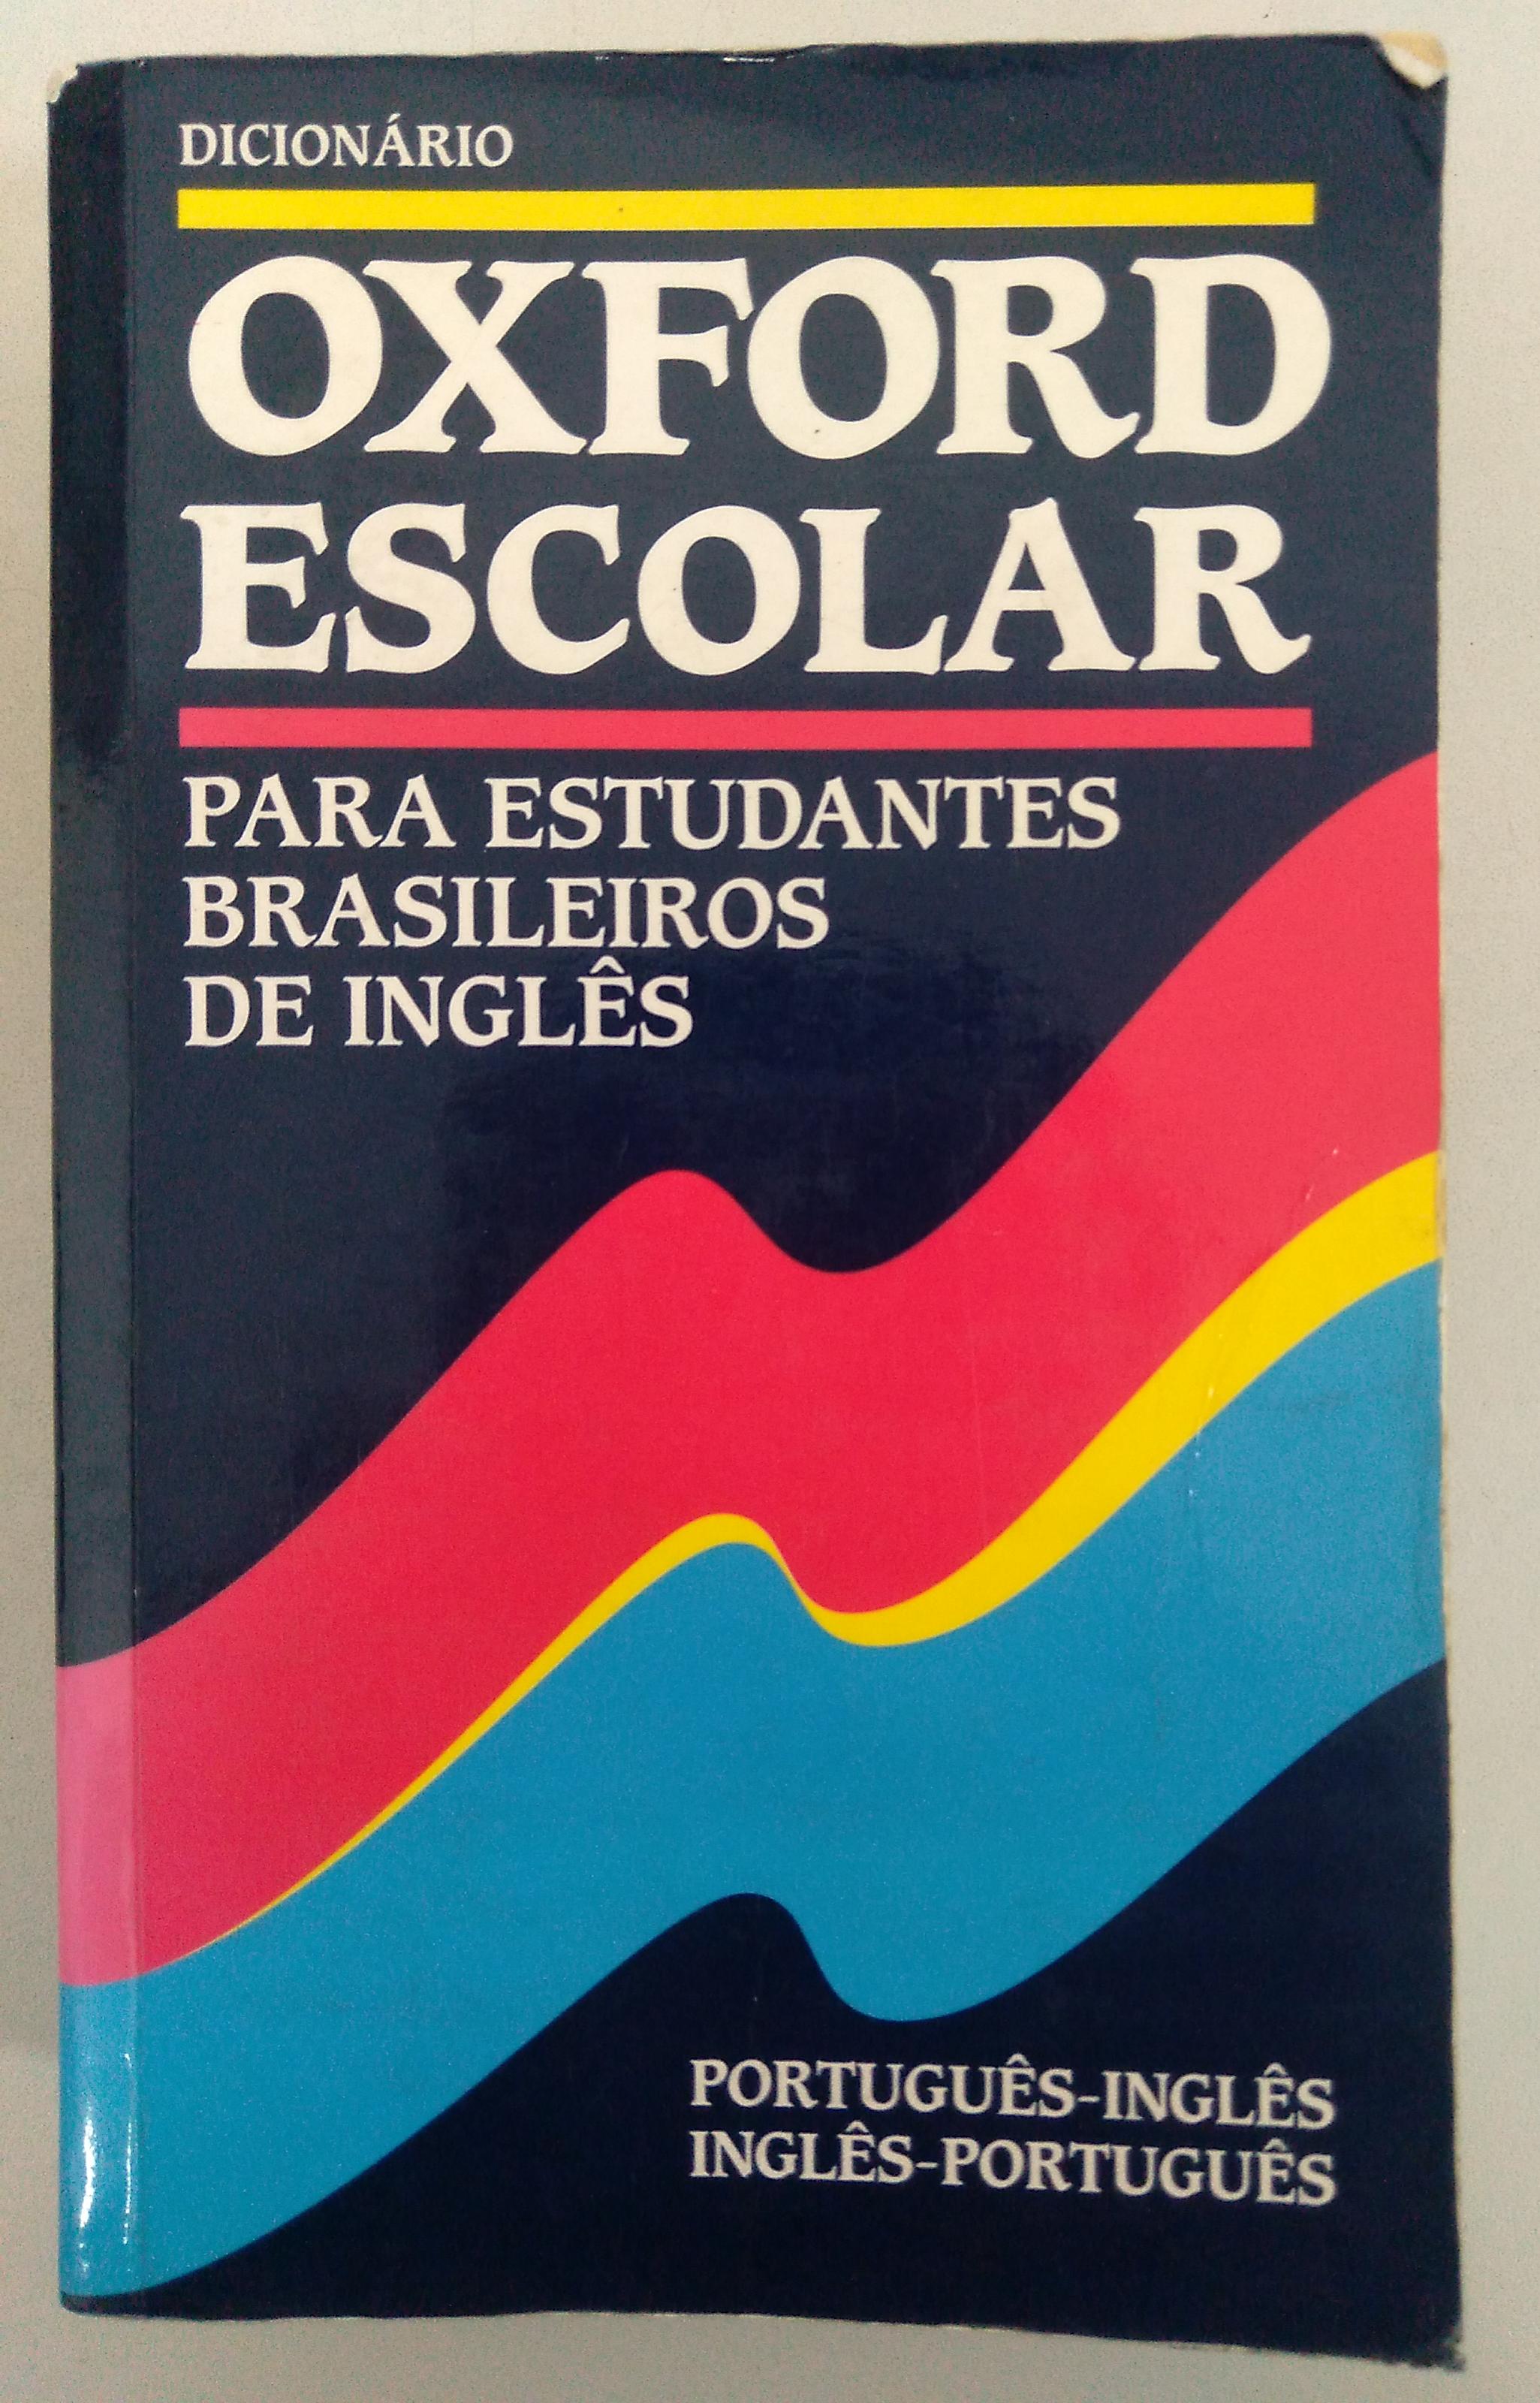 DICIONÁRIO
OXFORD
ESCOLAR
PARA ESTUDANTES
BRASILEIROS
DE INGLÊS
PORTUGUÊS-INGLÊS
INGLÊS-PORTUGUÊS